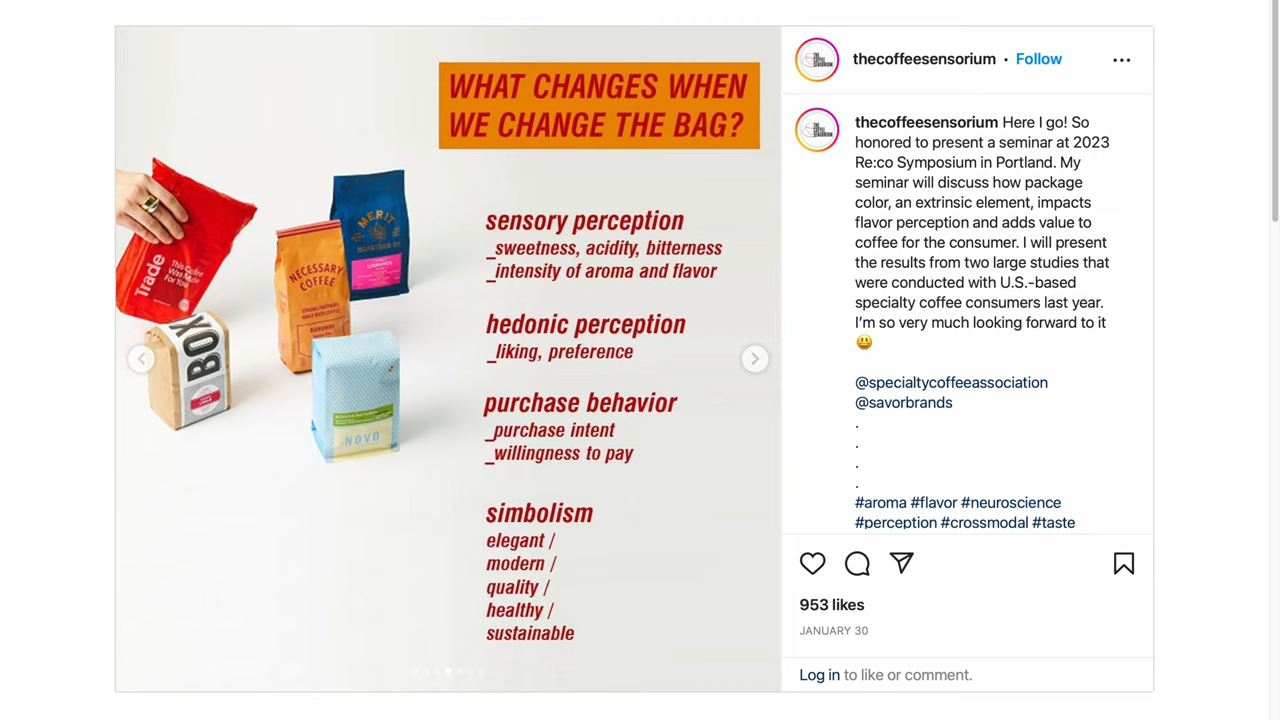 WHAT CHANGES WHEN
WE CHANGE THE BAG?
sensory perception
_sweetness, acidity, bitterness
_intensity of aroma and flavor
hedonic perception
_liking, preference
purchase behavior
_purchase intent
_willingness to pay
simbolism
elegant /
modern /
quality /
healthy /
sustainable
Trade
This Coffee
Was Made
For You
NECESSARY
COFFEE
MERIT
BOX
NOVO
thecoffeesensorium • Follow
thecoffeesensorium Here I go! So
honored to present a seminar at 2023
Re:co Symposium in Portland. My
seminar will discuss how package
color, an extrinsic element, impacts
flavor perception and adds value to
coffee for the consumer. I will present
the results from two large studies that
were conducted with U.S.-based
specialty coffee consumers last year.
I'm so very much looking forward to it
😃
@specialtycoffeeassociation
@savorbrands
.
.
.
.
#aroma #flavor #neuroscience
#perception #crossmodal #taste
953 likes
JANUARY 30
Log in to like or comment.